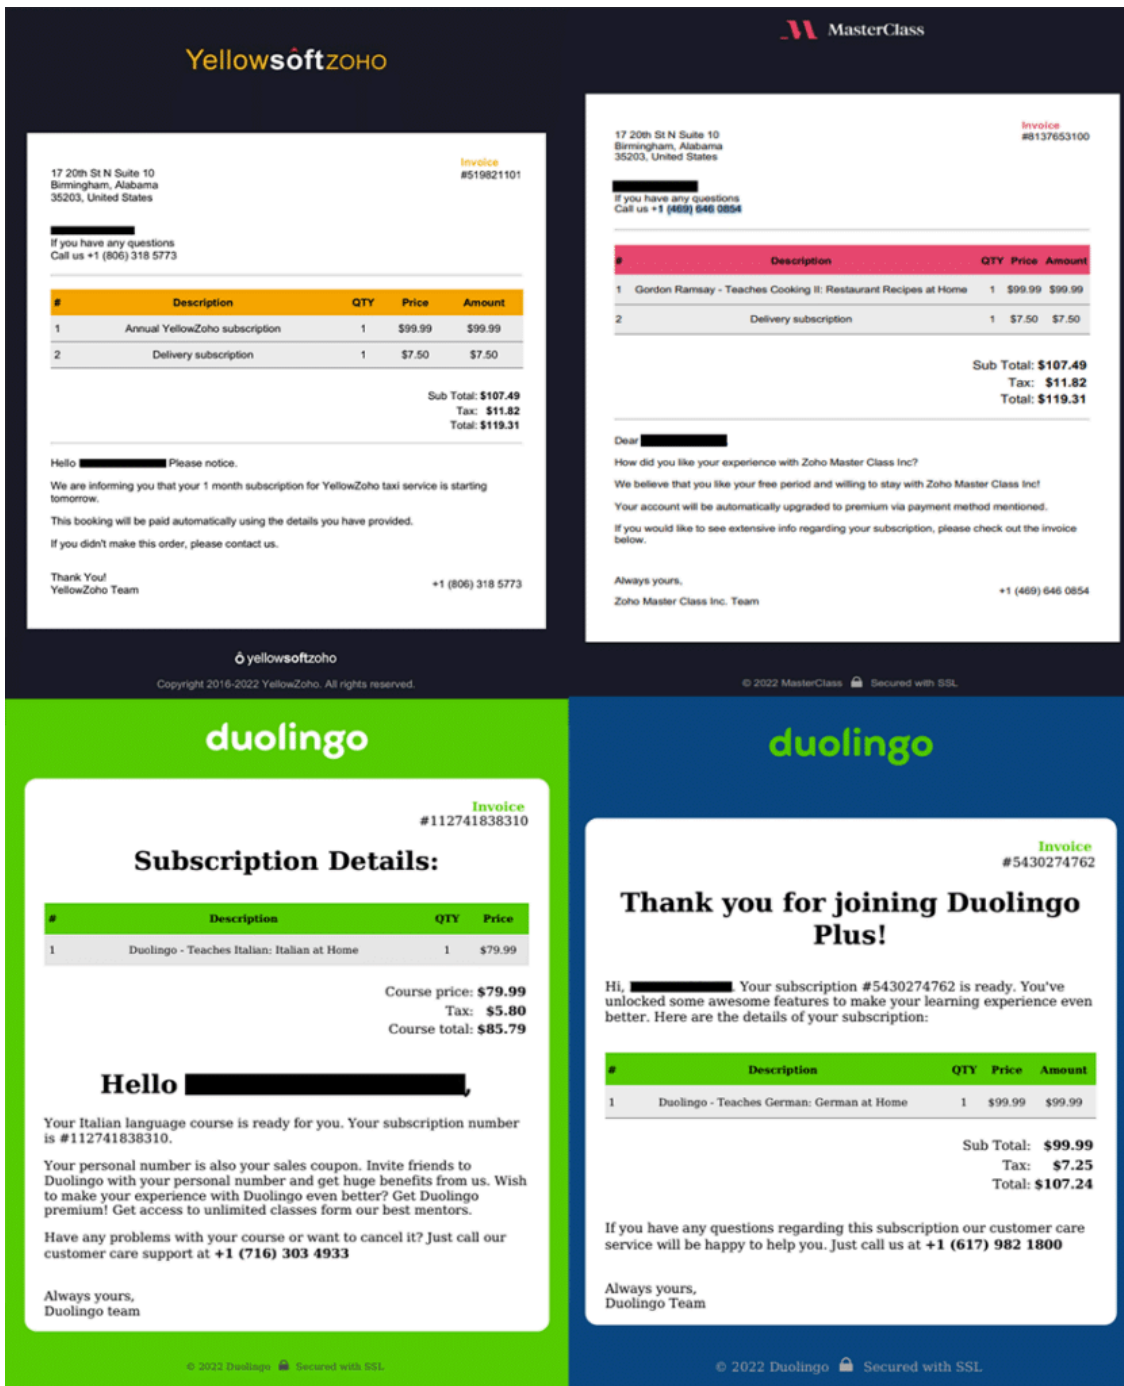 Yellowsôftzoho
17 20th St N Suite 10
Birmingham, Alabama
35203, United States
Invoice
#519821101
If you have any questions
Call us +1 (806) 318 5773
# Description QTY Price Amount
1 Annual YellowZoho subscription 1 $99.99 $99.99
2 Delivery subscription 1 $7.50 $7.50
Sub Total: $107.49
Tax: $11.82
Total: $119.31
Hello Please notice.
We are informing you that your 1 month subscription for YellowZoho taxi service is starting
tomorrow.
This booking will be paid automatically using the details you have provided.
If you didn't make this order, please contact us.
Thank You!
YellowZoho Team
+1 (806) 318 5773
ô yellowsoftzoho
Copyright 2016-2022 YellowZoho. All rights reserved.
MasterClass
17 20th St N Suite 10
Birmingham, Alabama
35203, United States
Invoice
#8137653100
If you have any questions
Call us +1 (469) 646 0854
# Description QTY Price Amount
1 Gordon Ramsay - Teaches Cooking II: Restaurant Recipes at Home 1 $99.99 $99.99
2 Delivery subscription 1 $7.50 $7.50
Sub Total: $107.49
Tax: $11.82
Total: $119.31
Dear
How did you like your experience with Zoho Master Class Inc?
We believe that you like your free period and willing to stay with Zoho Master Class Inc!
Your account will be automatically upgraded to premium via payment method mentioned.
If you would like to see extensive info regarding your subscription, please check out the invoice
below.
Always yours,
Zoho Master Class Inc. Team
+1 (469) 646 0854
© 2022 MasterClass Secured with SSL
duolingo
Invoice
#112741838310
Subscription Details:
# Description QTY Price
1 Duolingo - Teaches Italian: Italian at Home 1 $79.99
Course price: $79.99
Tax: $5.80
Course total: $85.79
Hello ,
Your Italian language course is ready for you. Your subscription number
is #112741838310.
Your personal number is also your sales coupon. Invite friends to
Duolingo with your personal number and get huge benefits from us. Wish
to make your experience with Duolingo even better? Get Duolingo
premium! Get access to unlimited classes form our best mentors.
Have any problems with your course or want to cancel it? Just call our
customer care support at +1 (716) 303 4933
Always yours,
Duolingo team
© 2022 Duolingo Secured with SSL
duolingo
Invoice
#5430274762
Thank you for joining Duolingo
Plus!
Hi, . Your subscription #5430274762 is ready. You've
unlocked some awesome features to make your learning experience even
better. Here are the details of your subscription:
# Description QTY Price Amount
1 Duolingo - Teaches German: German at Home 1 $99.99 $99.99
Sub Total: $99.99
Tax: $7.25
Total: $107.24
If you have any questions regarding this subscription our customer care
service will be happy to help you. Just call us at +1 (617) 982 1800
Always yours,
Duolingo Team
© 2022 Duolingo Secured with SSL